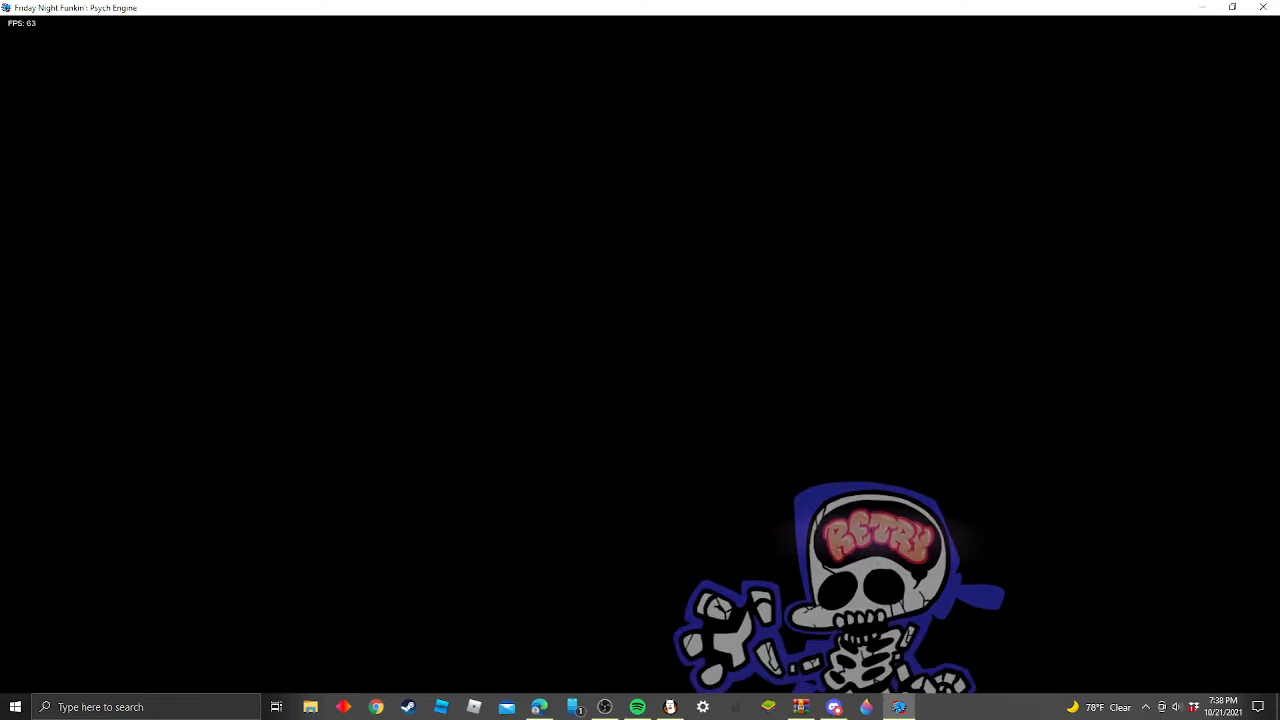 Friday Night Funkin': Psych Engine
FPS: 63
RETRY
Type here to search
1
78°F Clear
7:38 PM
10/21/2021